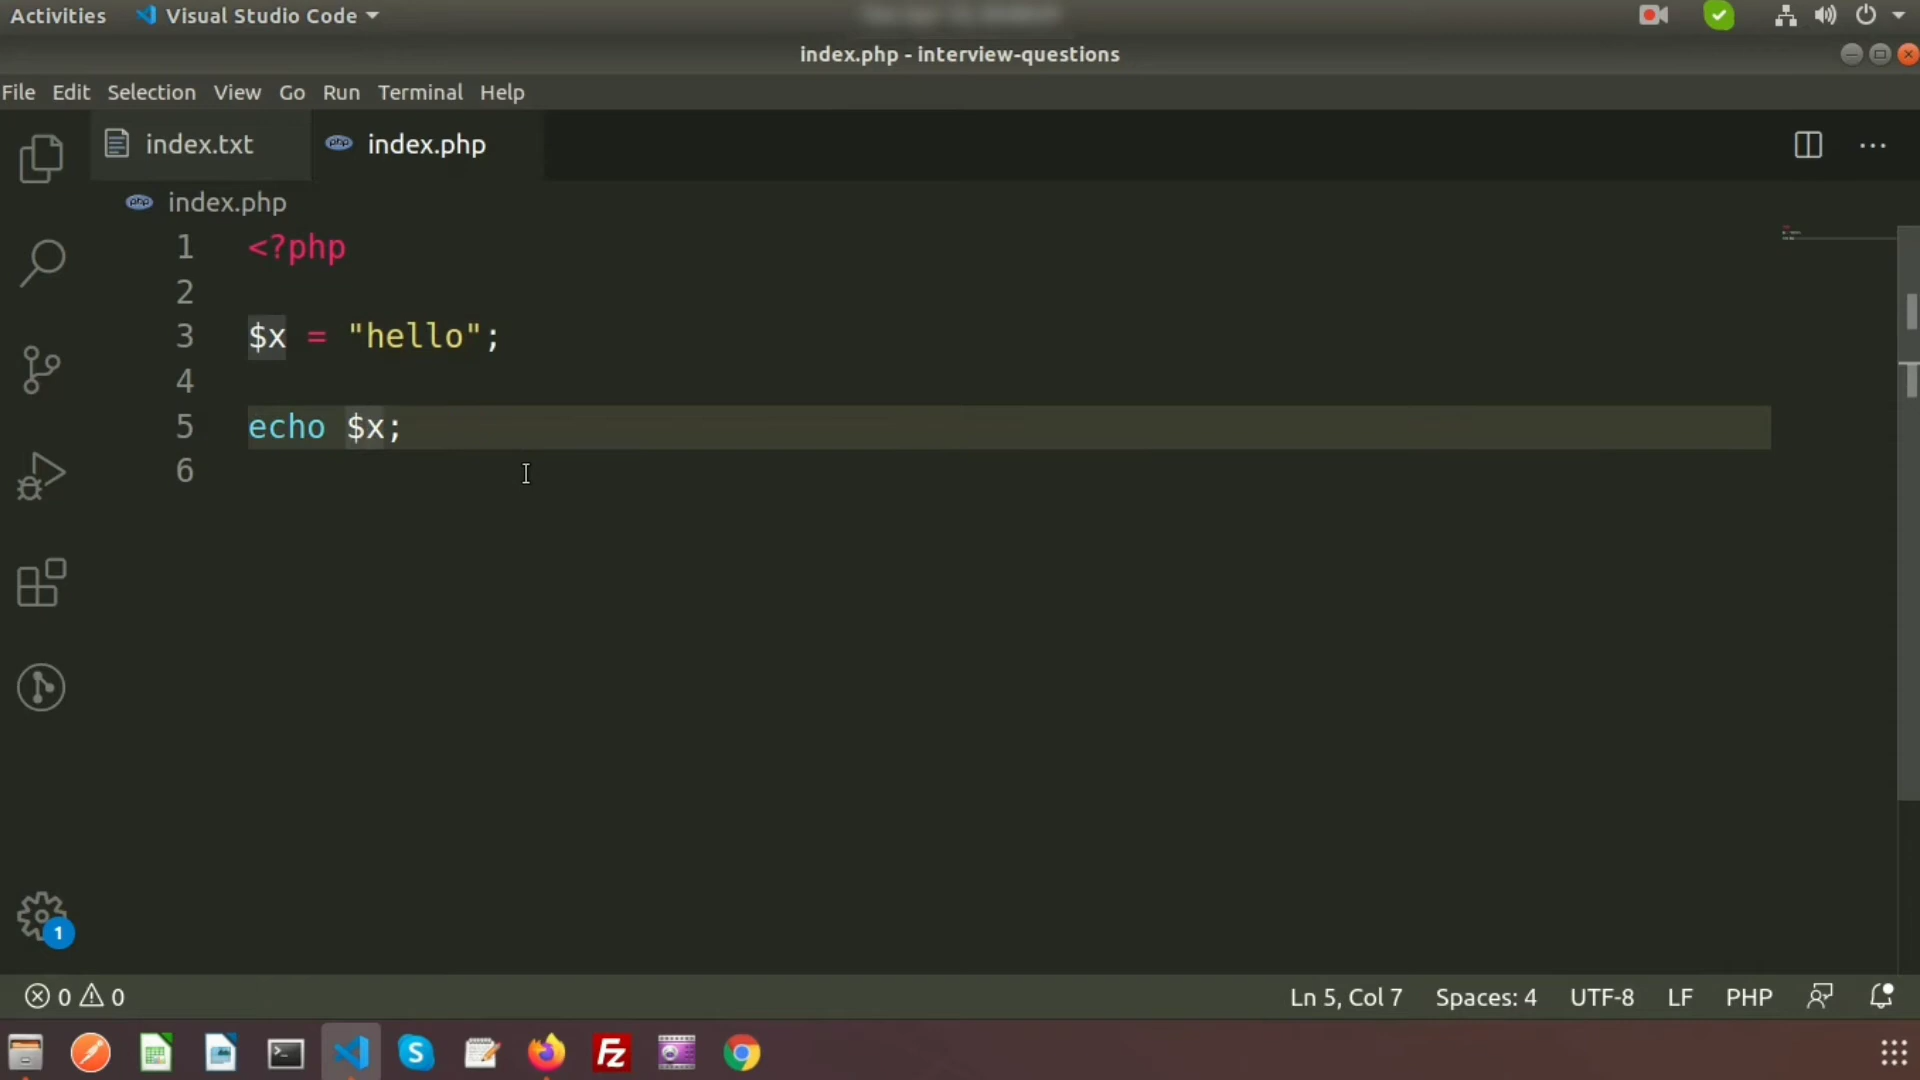 Activities Visual Studio Code
index.php - interview-questions
File Edit Selection View Go Run Terminal Help
index.txt index.php
index.php
1 <?php
2
3 $x = "hello";
4
5 echo $x;
6
1
0 0 Ln 5, Col 7 Spaces: 4 UTF-8 LF PHP